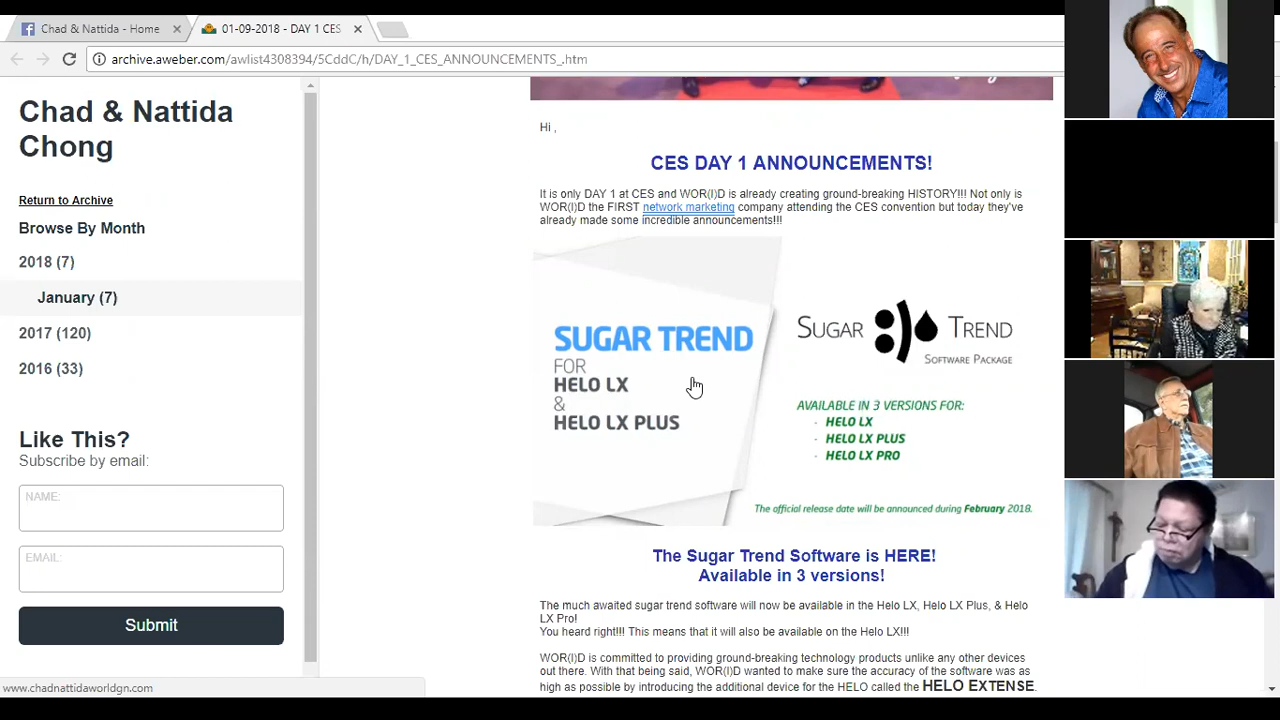 Chad & Nattida - Home
01-09-2018 - DAY 1 CES
archive.aweber.com/awlist4308394/5CddC/h/DAY_1_CES_ANNOUNCEMENTS_.htm
Chad & Nattida
Chong
Return to Archive
Browse By Month
2018 (7)
January (7)
2017 (120)
2016 (33)
Like This?
Subscribe by email:
NAME:
EMAIL:
Submit
www.chadnattidaworldgn.com
Hi ,
CES DAY 1 ANNOUNCEMENTS!
It is only DAY 1 at CES and WOR(I)D is already creating ground-breaking HISTORY!!! Not only is
WOR(I)D the FIRST network marketing company attending the CES convention but today they've
already made some incredible announcements!!!
SUGAR TREND
FOR
HELO LX
&
HELO LX PLUS
SUGAR TREND
SOFTWARE PACKAGE
AVAILABLE IN 3 VERSIONS FOR:
- HELO LX
- HELO LX PLUS
- HELO LX PRO
The official release date will be announced during February 2018.
The Sugar Trend Software is HERE!
Available in 3 versions!
The much awaited sugar trend software will now be available in the Helo LX, Helo LX Plus, & Helo
LX Pro!
You heard right!!! This means that it will also be available on the Helo LX!!!
WOR(I)D is committed to providing ground-breaking technology products unlike any other devices
out there. With that being said, WOR(I)D wanted to make sure the accuracy of the software was as
high as possible by introducing the additional device for the HELO called the HELO EXTENSE.